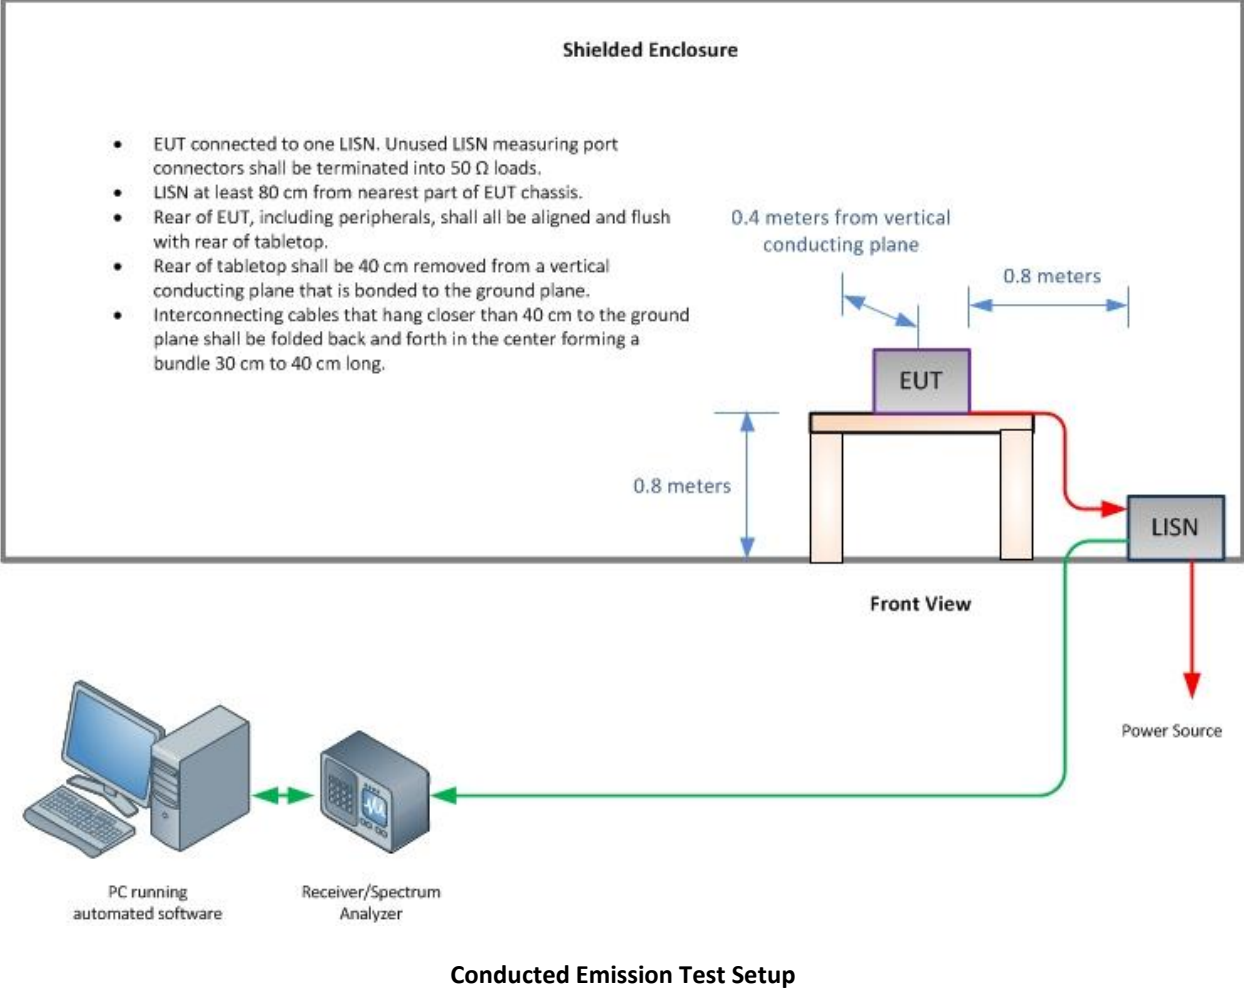 Shielded Enclosure
• EUT connected to one LISN. Unused LISN measuring port
connectors shall be terminated into 50 Ω loads.
• LISN at least 80 cm from nearest part of EUT chassis.
• Rear of EUT, including peripherals, shall all be aligned and flush
with rear of tabletop.
• Rear of tabletop shall be 40 cm removed from a vertical
conducting plane that is bonded to the ground plane.
• Interconnecting cables that hang closer than 40 cm to the ground
plane shall be folded back and forth in the center forming a
bundle 30 cm to 40 cm long.
0.4 meters from vertical
conducting plane
0.8 meters
EUT
0.8 meters
LISN
Front View
Power Source
PC running
automated software
Receiver/Spectrum
Analyzer
Conducted Emission Test Setup